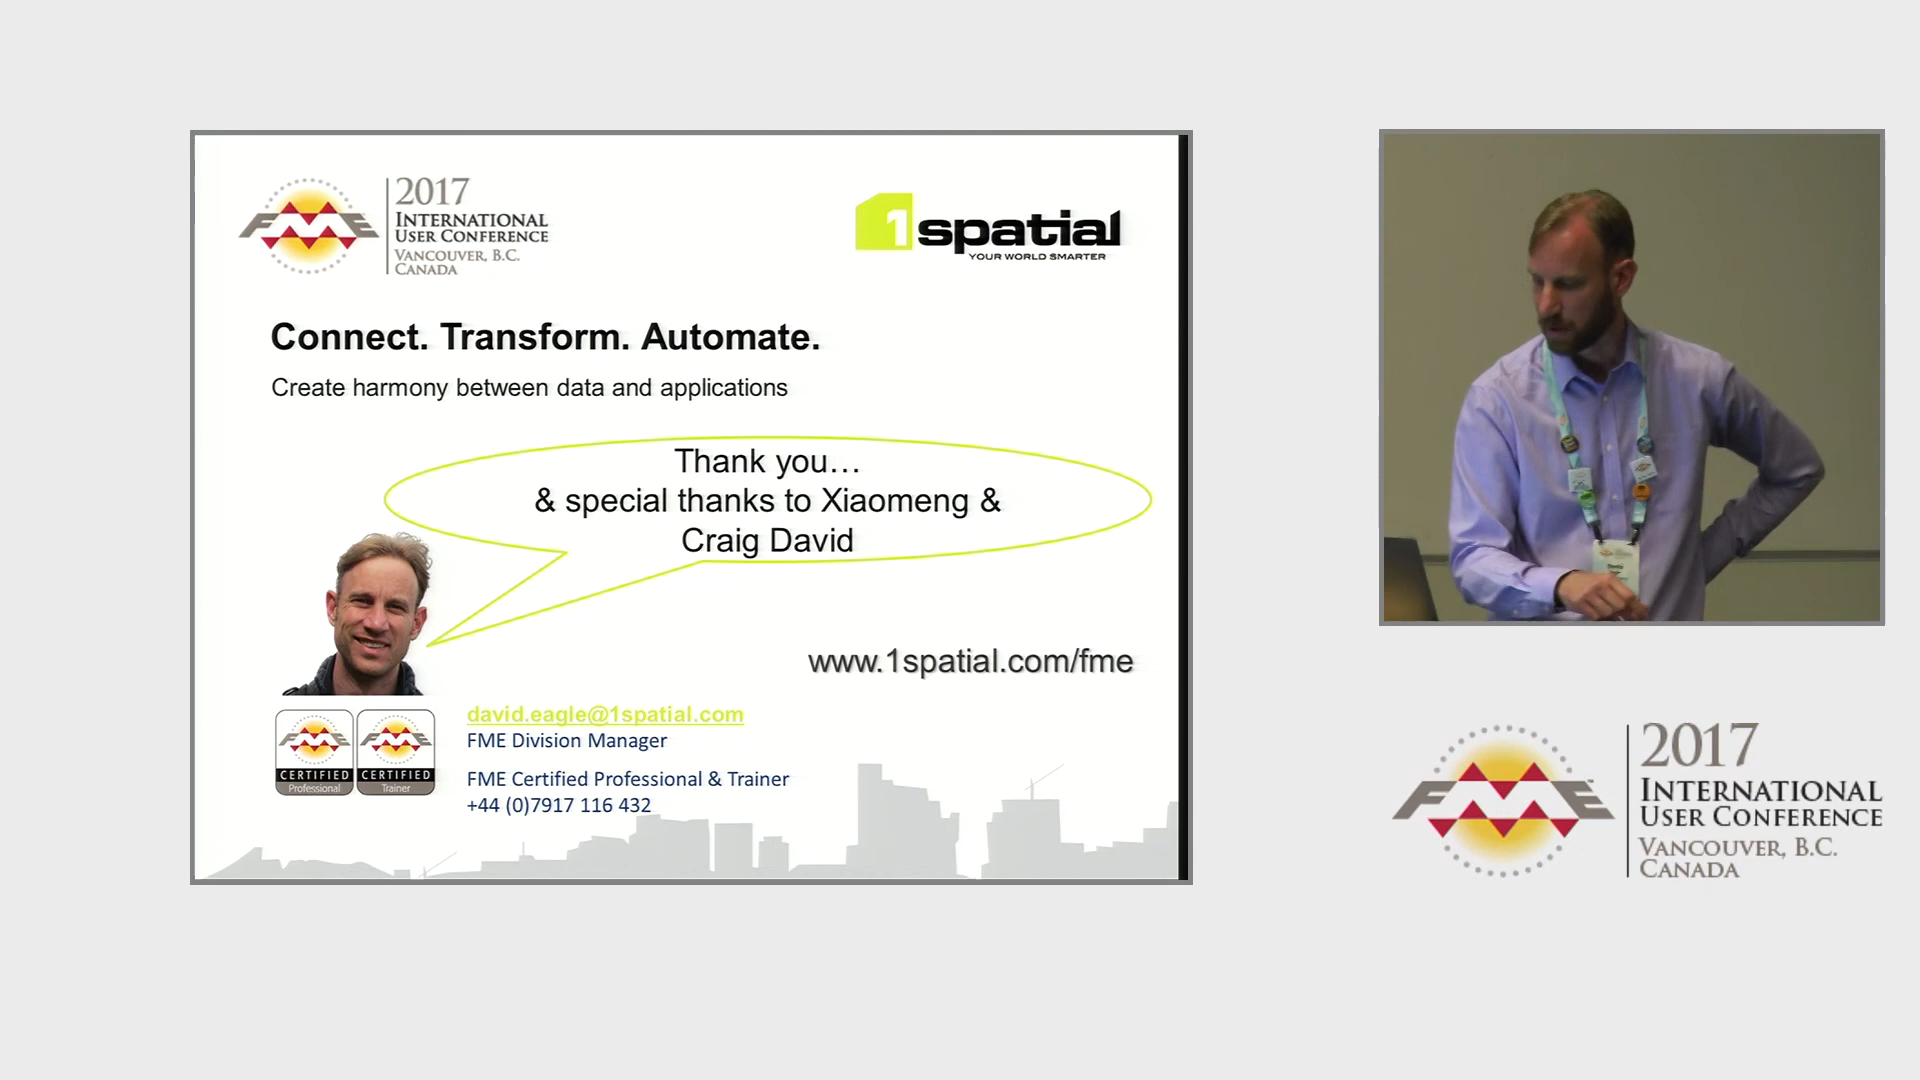 FME
2017
INTERNATIONAL
USER CONFERENCE
VANCOUVER, B.C.
CANADA
1spatial
YOUR WORLD SMARTER
Connect. Transform. Automate.
Create harmony between data and applications
Thank you…
& special thanks to Xiaomeng &
Craig David
www.1spatial.com/fme
CERTIFIED
Professional
CERTIFIED
Trainer
david.eagle@1spatial.com
FME Division Manager
FME Certified Professional & Trainer
+44 (0)7917 116 432
FME
2017
INTERNATIONAL
USER CONFERENCE
VANCOUVER, B.C.
CANADA